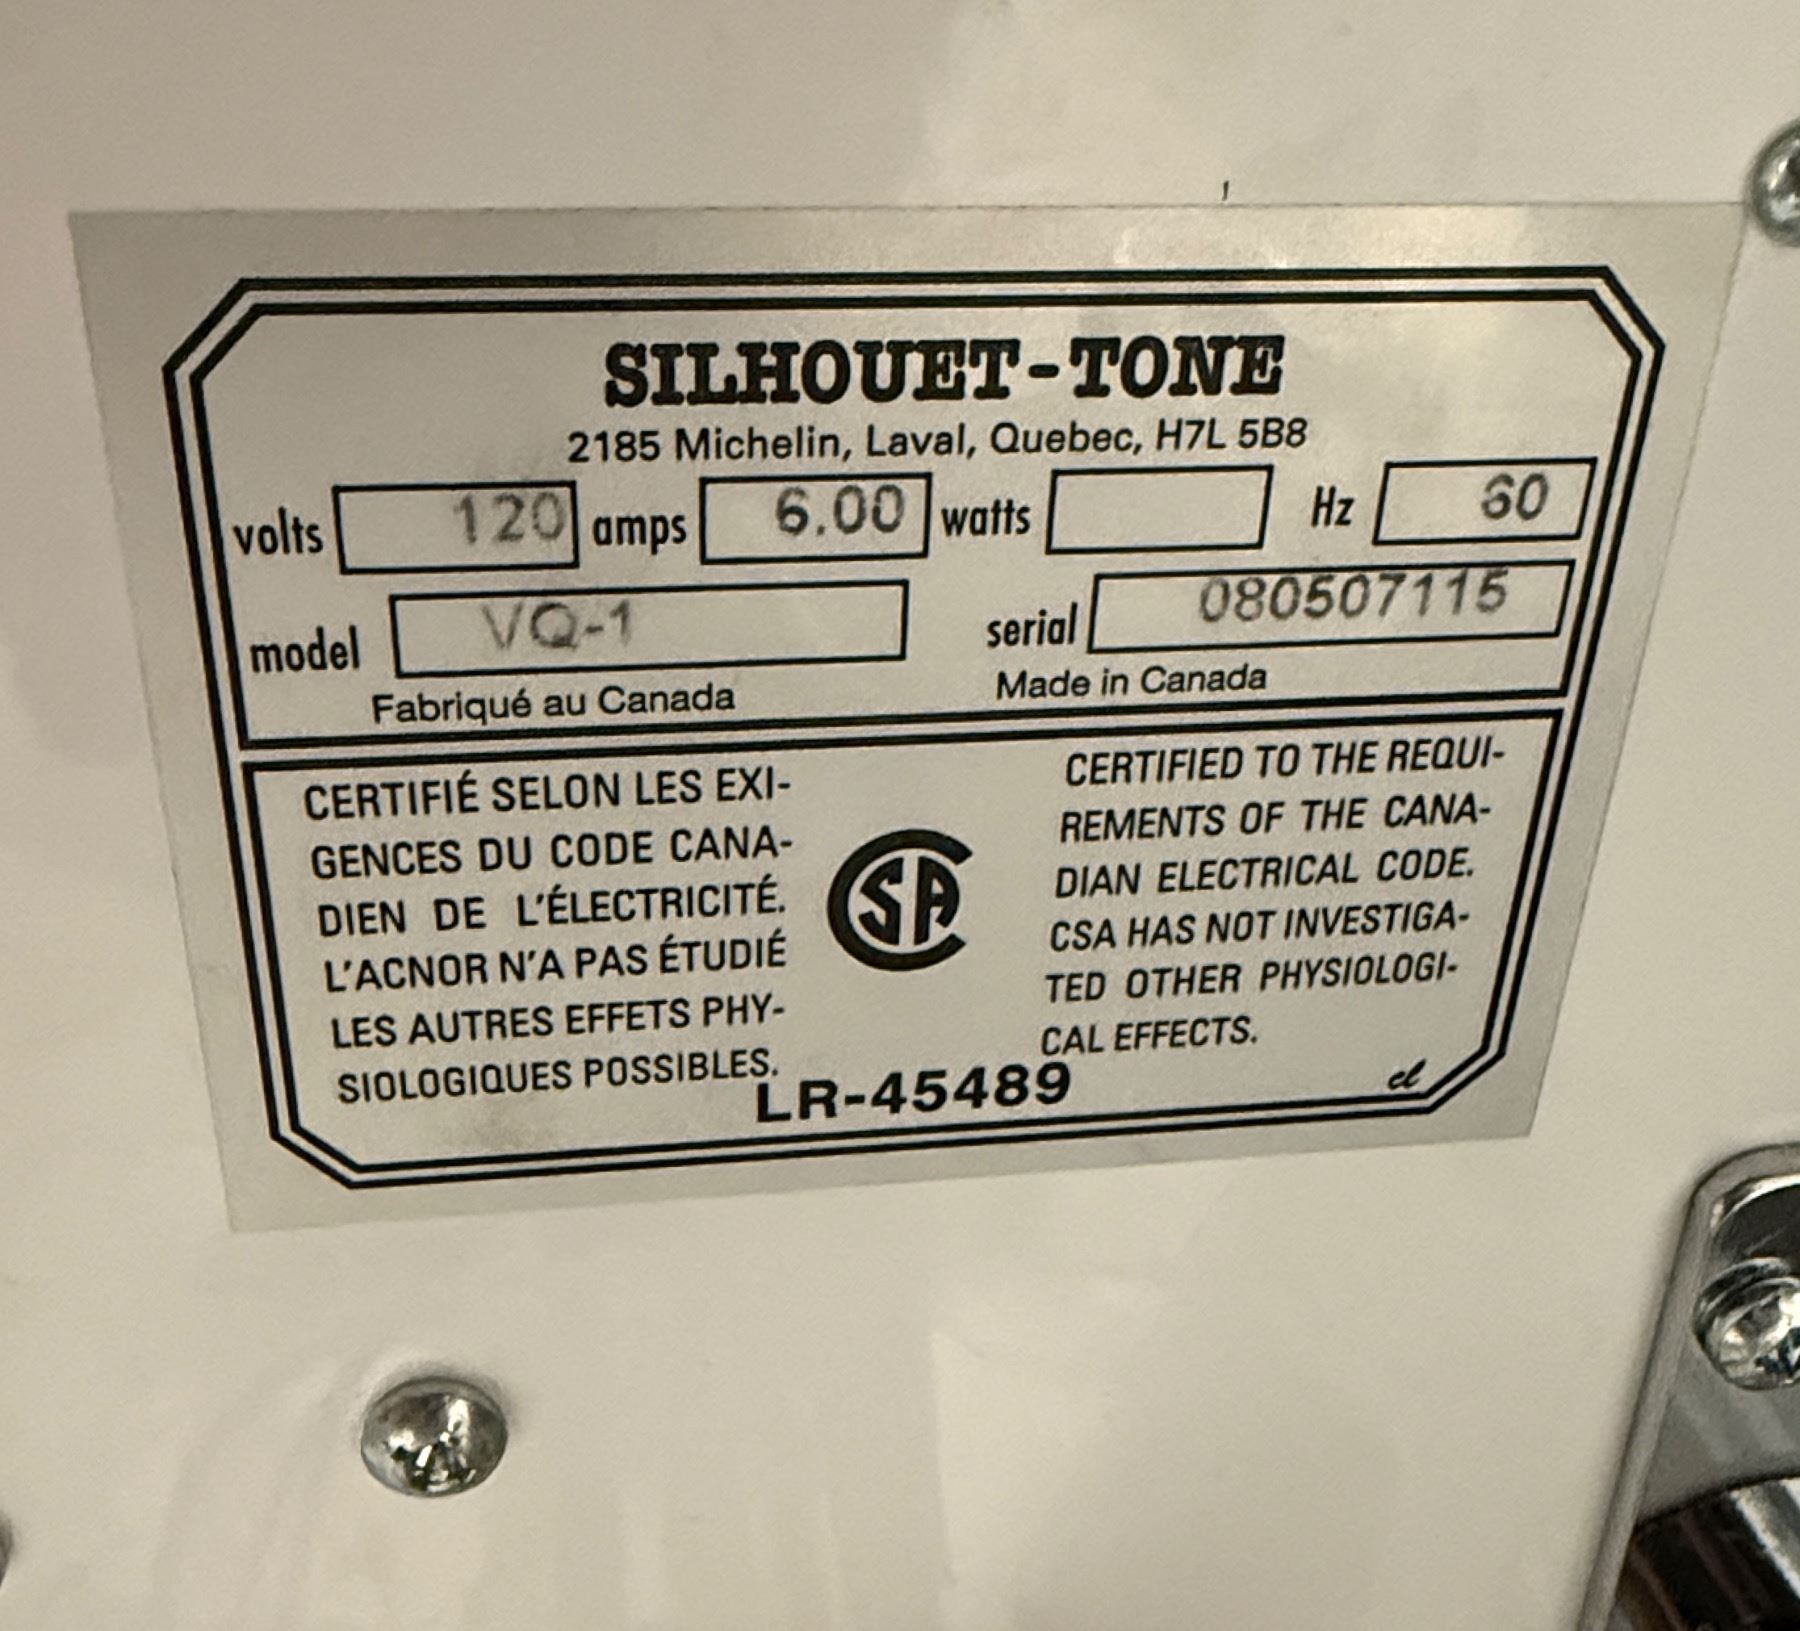 SILHOUET-TONE
2185 Michelin, Laval, Quebec, H7L 5B8
volts 120 amps 6.00 watts Hz 60
model VQ-1 serial 080507115
Fabriqué au Canada Made in Canada
CERTIFIÉ SELON LES EXI-
GENCES DU CODE CANA-
DIEN DE L'ÉLECTRICITÉ.
L'ACNOR N'A PAS ÉTUDIÉ
LES AUTRES EFFETS PHY-
SIOLOGIQUES POSSIBLES.
CSA
CERTIFIED TO THE REQUI-
REMENTS OF THE CANA-
DIAN ELECTRICAL CODE.
CSA HAS NOT INVESTIGA-
TED OTHER PHYSIOLOGI-
CAL EFFECTS.
LR-45489
el